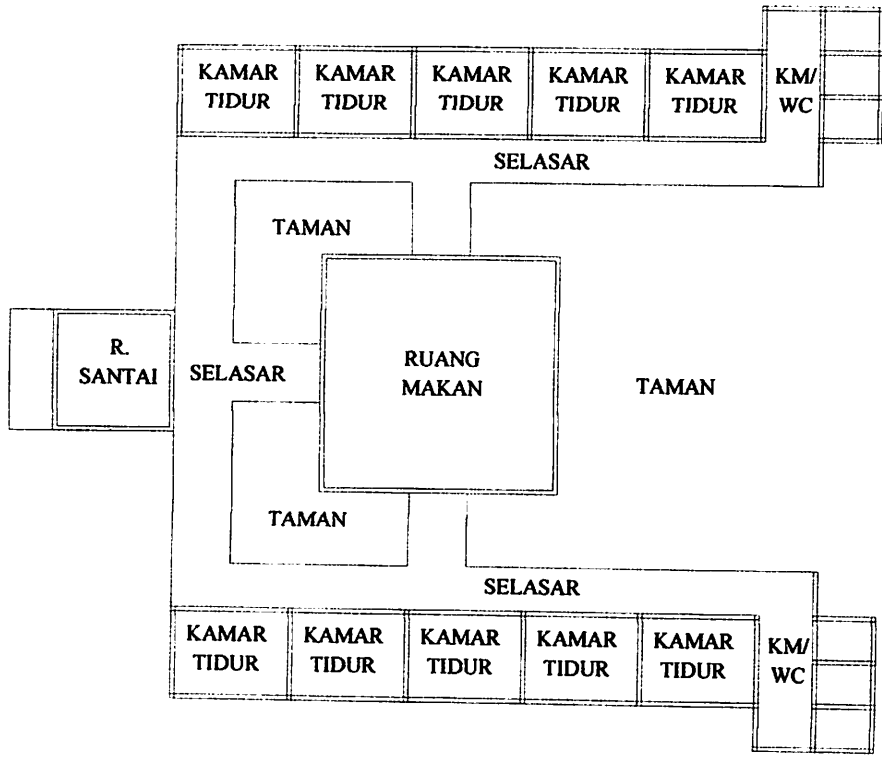 KAMAR
TIDUR
KAMAR
TIDUR
KAMAR
TIDUR
KAMAR
TIDUR
KAMAR
TIDUR
KM/
WC
SELASAR
TAMAN
R.
SANTAI
SELASAR
RUANG
MAKAN
TAMAN
TAMAN
SELASAR
KAMAR
TIDUR
KAMAR
TIDUR
KAMAR
TIDUR
KAMAR
TIDUR
KAMAR
TIDUR
KM/
WC